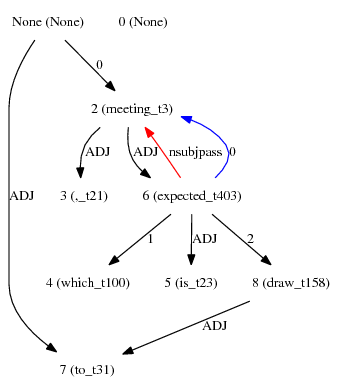 None (None) 0 (None)
0
2 (meeting_t3)
ADJ ADJ nsubjpass 0
ADJ 3 (,_t21) 6 (expected_t403)
1 ADJ 2
4 (which_t100) 5 (is_t23) 8 (draw_t158)
ADJ
7 (to_t31)